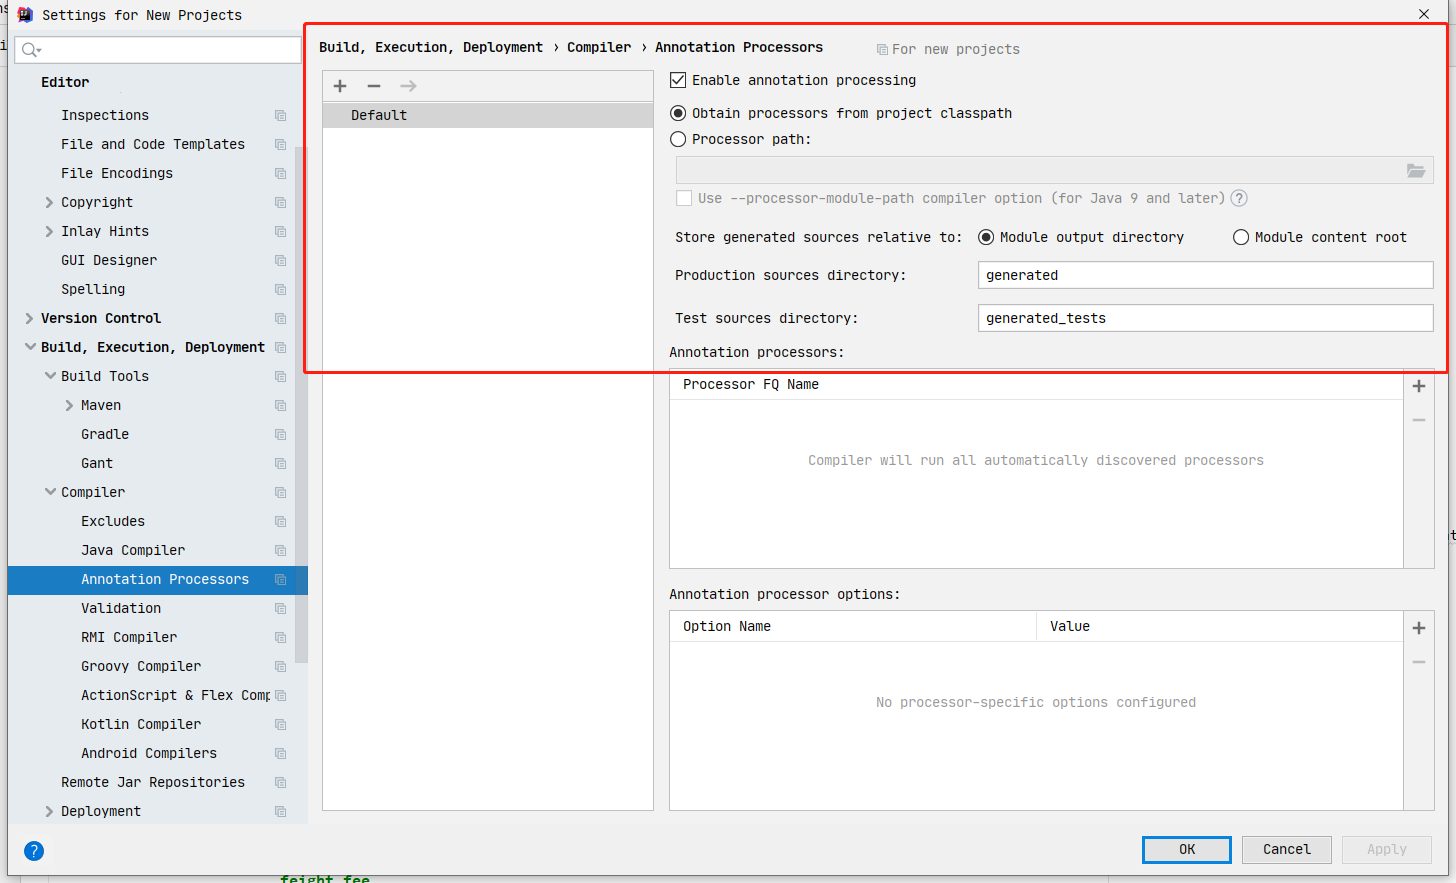 Settings for New Projects
Editor
Inspections
File and Code Templates
File Encodings
Copyright
Inlay Hints
GUI Designer
Spelling
Version Control
Build, Execution, Deployment
Build Tools
Maven
Gradle
Gant
Compiler
Excludes
Java Compiler
Annotation Processors
Validation
RMI Compiler
Groovy Compiler
ActionScript & Flex Comp
Kotlin Compiler
Android Compilers
Remote Jar Repositories
Deployment
Build, Execution, Deployment › Compiler › Annotation Processors
For new projects
Default
Enable annotation processing
Obtain processors from project classpath
Processor path:
Use --processor-module-path compiler option (for Java 9 and later) ?
Store generated sources relative to: Module output directory Module content root
Production sources directory: generated
Test sources directory: generated_tests
Annotation processors:
Processor FQ Name
Compiler will run all automatically discovered processors
Annotation processor options:
Option Name Value
No processor-specific options configured
?
OK Cancel Apply
feight fee